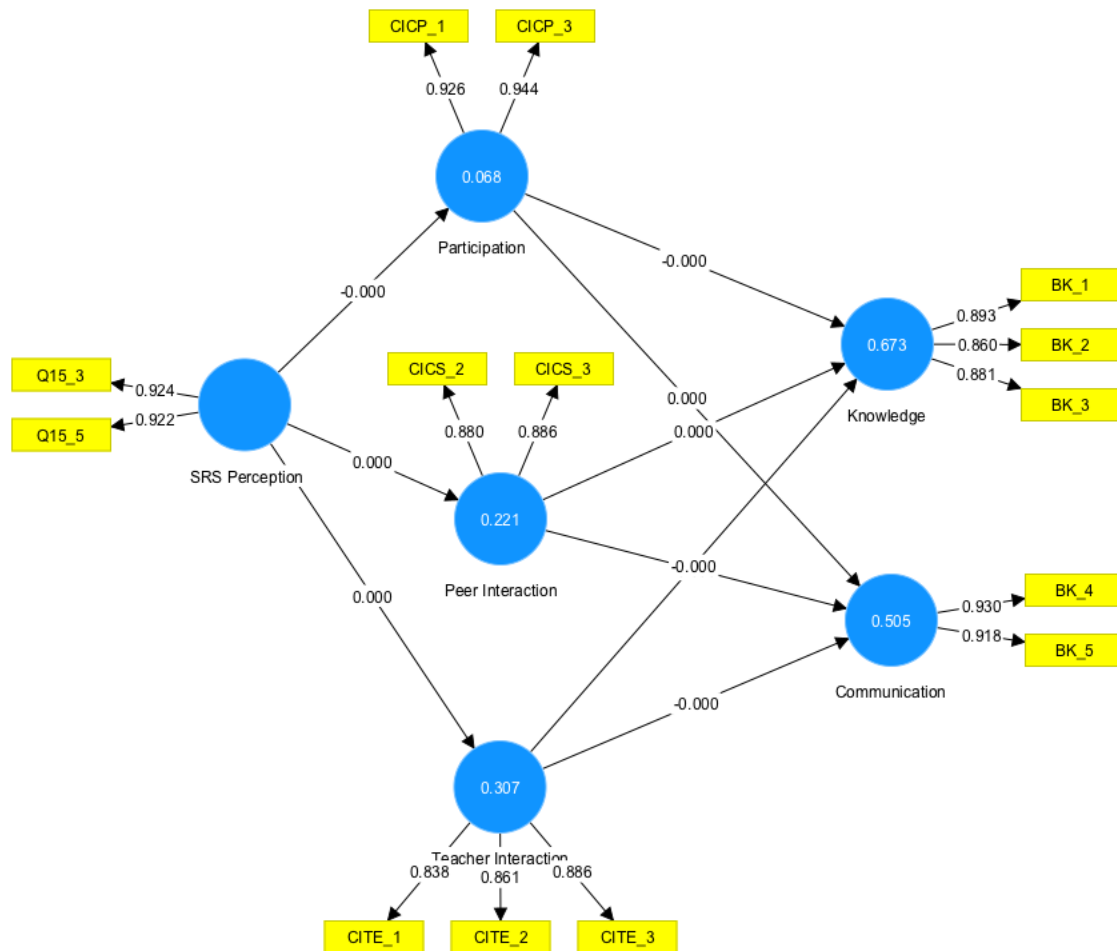 CICP_1
CICP_3
0.926
0.944
0.068
Participation
-0.000
-0.000
BK_1
0.893
BK_2
0.860
0.673
0.881
BK_3
Knowledge
Q15_3
0.924
Q15_5
0.922
SRS Perception
CICS_2
CICS_3
0.880
0.886
0.000
0.000
0.000
0.221
Peer Interaction
-0.000
0.000
BK_4
0.930
0.505
0.918
BK_5
Communication
-0.000
0.307
Teacher Interaction
0.838
0.861
0.886
CITE_1
CITE_2
CITE_3